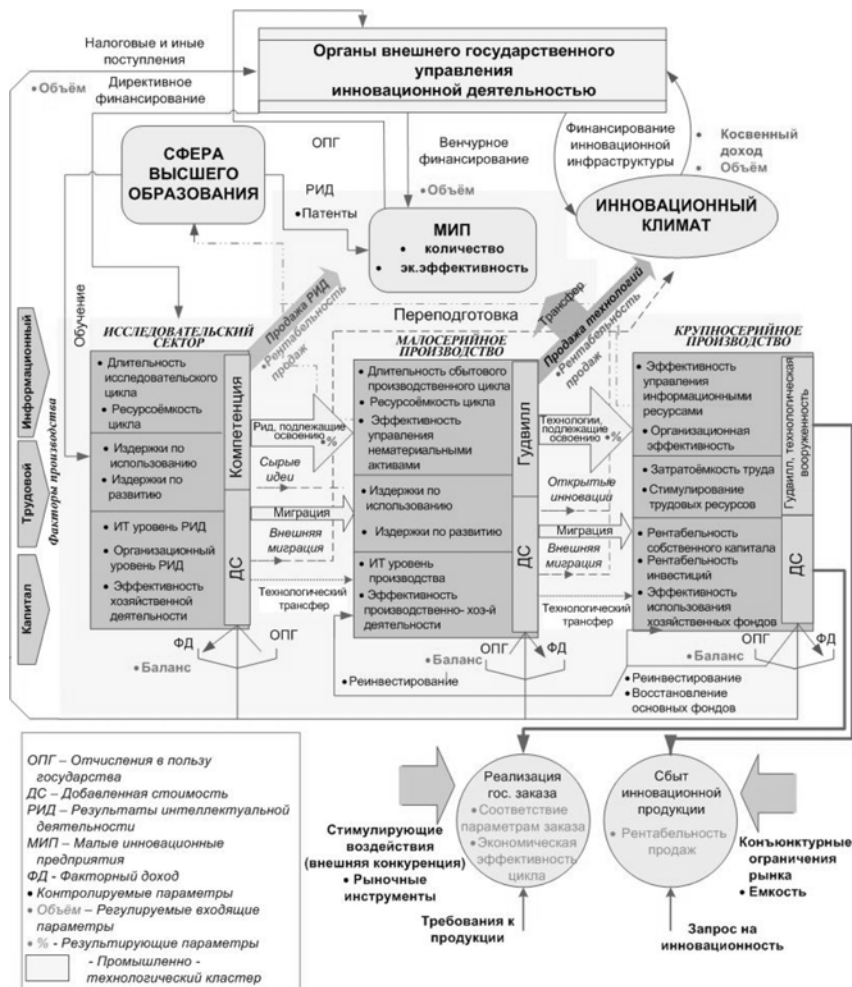 Налоговые и иные
поступления
• Объём
Директивное
финансирование
Органы внешнего государственного
управления
инновационной деятельностью
ОПГ
Венчурное
финансирование
• Объём
Финансирование
инновационной
инфраструктуры
• Косвенный
доход
• Объём
СФЕРА
ВЫСШЕГО
ОБРАЗОВАНИЯ
РИД
• Патенты
МИП
• количество
• эк.эффективность
ИННОВАЦИОННЫЙ
КЛИМАТ
Обучение
Продажа РИД
• Рентабельность
продаж
Переподготовка
Трансфер
Продажа технологий
• Рентабельность
продаж
Факторы производства
Информационный
Трудовой
Капитал
ИССЛЕДОВАТЕЛЬСКИЙ
СЕКТОР
• Длительность
исследовательского
цикла
• Ресурсоёмкость
цикла
• Издержки по
использованию
• Издержки по
развитию
• ИТ уровень РИД
• Организационный
уровень РИД
• Эффективность
хозяйственной
деятельности
Компетенция
ДС
Рид, подлежащие
освоению
• %
Сырые
идеи
Миграция
Внешняя
миграция
Технологический
трансфер
МАЛОСЕРИЙНОЕ
ПРОИЗВОДСТВО
• Длительность сбытового
производственного цикла
• Ресурсоёмкость цикла
• Эффективность
управления
нематериальными
активами
• Издержки по
использованию
• Издержки по развитию
• ИТ уровень
производства
• Эффективность
производственно- хоз-й
деятельности
Гудвилл
ДС
Технологии,
подлежащие
освоению
• %
Открытые
инновации
Миграция
Внешняя
миграция
Технологический
трансфер
КРУПНОСЕРИЙНОЕ
ПРОИЗВОДСТВО
• Эффективность
управления
информационными
ресурсами
• Организационная
эффективность
• Затратоёмкость труда
• Стимулирование
трудовых ресурсов
• Рентабельность
собственного капитала
• Рентабельность
инвестиций
• Эффективность
использования
хозяйственных фондов
Гудвилл, технологическая
вооруженность
ДС
ФД
ОПГ
• Баланс
ОПГ
ФД
• Реинвестирование
ОПГ
ФД
• Баланс
• Реинвестирование
• Восстановление
основных фондов
ОПГ – Отчисления в пользу
государства
ДС – Добавленная стоимость
РИД – Результаты интеллектуальной
деятельности
МИП – Малые инновационные
предприятия
ФД - Факторный доход
• Контролируемые параметры
• Объём – Регулируемые входящие
параметры
• % - Результирующие параметры
- Промышленно -
технологический кластер
Стимулирующие
воздействия
(внешняя конкуренция)
• Рыночные
инструменты
Реализация
гос. заказа
• Соответствие
параметрам заказа
• Экономическая
эффективность
цикла
Требования к
продукции
Сбыт
инновационной
продукции
• Рентабельность
продаж
Конъюнктурные
ограничения
рынка
• Емкость
Запрос на
инновационность